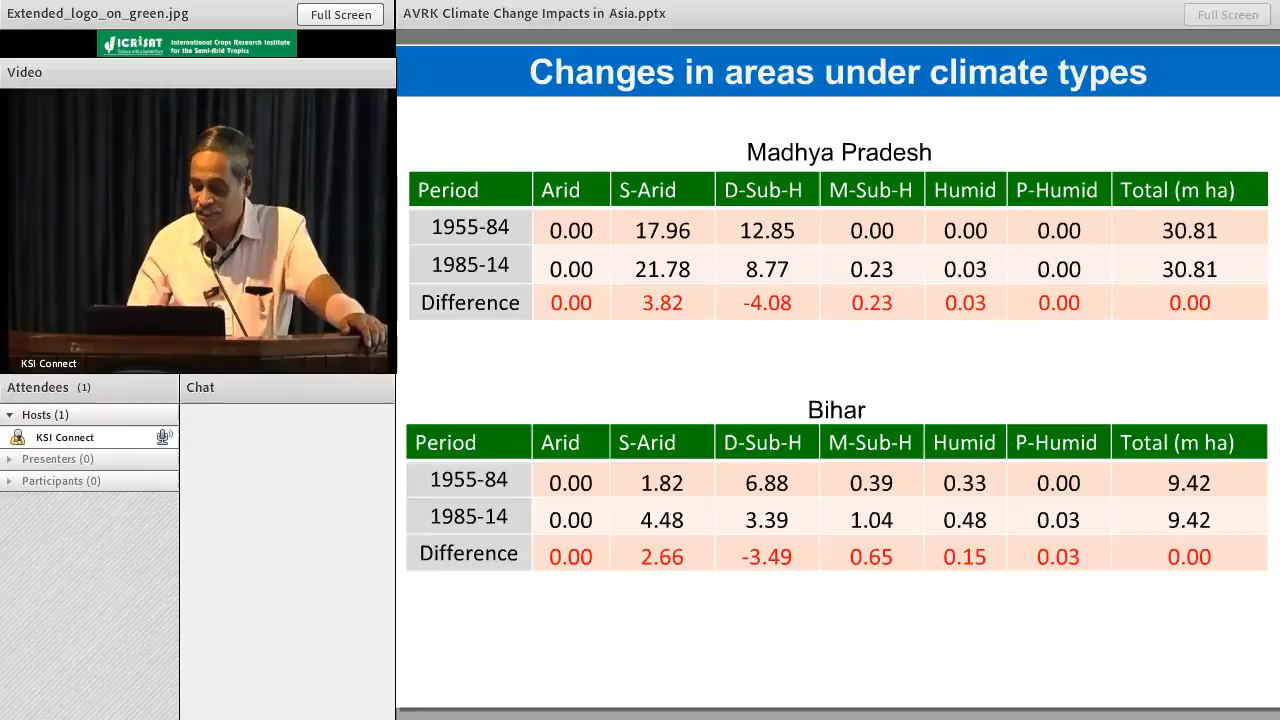 Extended_logo_on_green.jpg
Full Screen
AVRK Climate Change Impacts in Asia.pptx
Full Screen
ICRISAT
Science with a human face
International Crops Research Institute
for the Semi-Arid Tropics
Video
KSI Connect
Attendees (1)
Hosts (1)
KSI Connect
Presenters (0)
Participants (0)
Chat
Changes in areas under climate types
Madhya Pradesh
Period Arid S-Arid D-Sub-H M-Sub-H Humid P-Humid Total (m ha)
1955-84 0.00 17.96 12.85 0.00 0.00 0.00 30.81
1985-14 0.00 21.78 8.77 0.23 0.03 0.00 30.81
Difference 0.00 3.82 -4.08 0.23 0.03 0.00 0.00
Bihar
Period Arid S-Arid D-Sub-H M-Sub-H Humid P-Humid Total (m ha)
1955-84 0.00 1.82 6.88 0.39 0.33 0.00 9.42
1985-14 0.00 4.48 3.39 1.04 0.48 0.03 9.42
Difference 0.00 2.66 -3.49 0.65 0.15 0.03 0.00